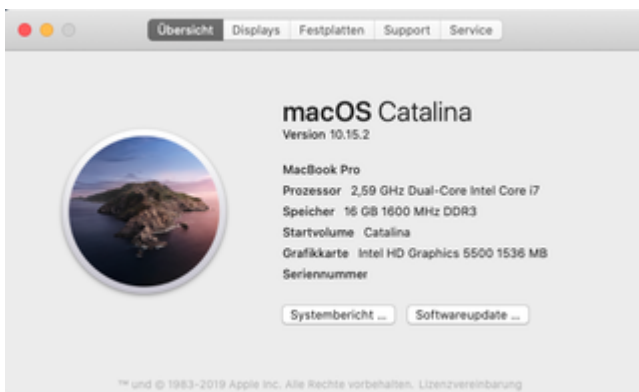 Übersicht Displays Festplatten Support Service
macOS Catalina
Version 10.15.2
MacBook Pro
Prozessor 2,59 GHz Dual-Core Intel Core i7
Speicher 16 GB 1600 MHz DDR3
Startvolume Catalina
Grafikkarte Intel HD Graphics 5500 1536 MB
Seriennummer
Systembericht ... Softwareupdate ...
™ und © 1983-2019 Apple Inc. Alle Rechte vorbehalten. Lizenzvereinbarung